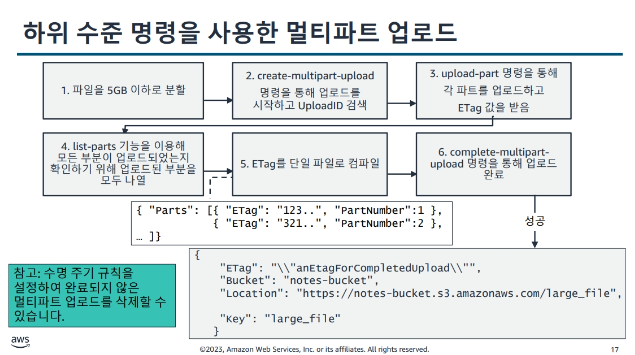 하위 수준 명령을 사용한 멀티파트 업로드
1. 파일을 5GB 이하로 분할
2. create-multipart-upload
명령을 통해 업로드를
시작하고 UploadID 검색
3. upload-part 명령을 통해
각 파트를 업로드하고
ETag 값을 받음
4. list-parts 기능을 이용해
모든 부분이 업로드되었는지
확인하기 위해 업로드된 부분을
모두 나열
5. ETag를 단일 파일로 컴파일
6. complete-multipart-
upload 명령을 통해 업로드
완료
{ "Parts": [{ "ETag": "123..", "PartNumber":1 },
{ "ETag": "321..", "PartNumber":2 },
… ]}
성공
{
"ETag": "\\"anEtagForCompletedUpload\\"",
"Bucket": "notes-bucket",
"Location": "https://notes-bucket.s3.amazonaws.com/large_file",
"Key": "large_file"
}
참고: 수명 주기 규칙을
설정하여 완료되지 않은
멀티파트 업로드를 삭제할 수
있습니다.
aws
©2023, Amazon Web Services, Inc. or its affiliates. All rights reserved.
17